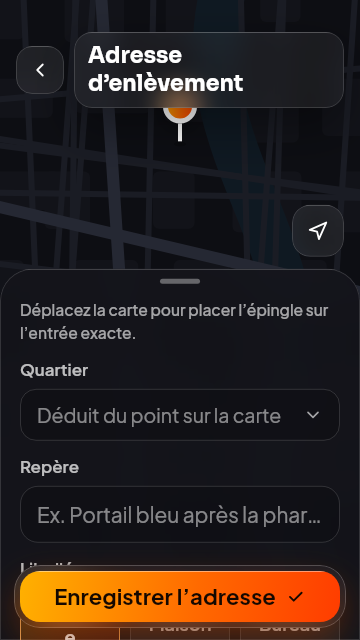 Adresse
d’enlèvement
Déplacez la carte pour placer l’épingle sur
l’entrée exacte.
Quartier
Déduit du point sur la carte
Repère
Ex. Portail bleu après la phar…
Enregistrer l’adresse